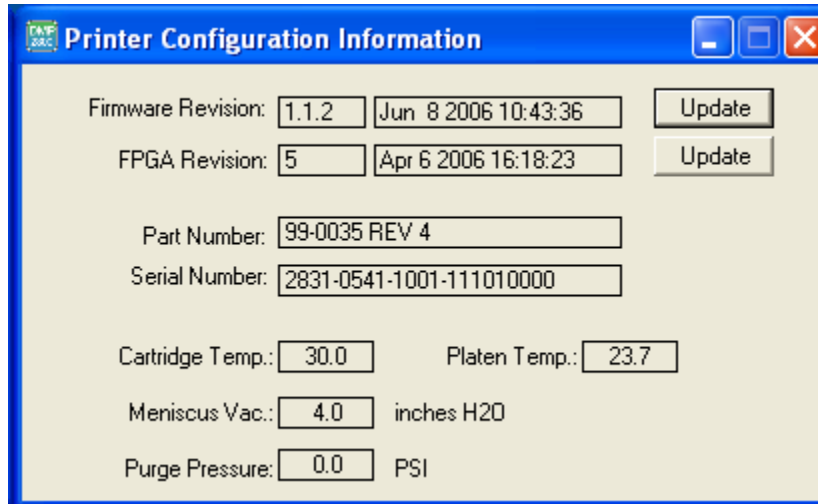 DMP
Printer Configuration Information
Firmware Revision: 1.1.2 Jun 8 2006 10:43:36 Update
FPGA Revision: 5 Apr 6 2006 16:18:23 Update
Part Number: 99-0035 REV 4
Serial Number: 2831-0541-1001-111010000
Cartridge Temp.: 30.0 Platen Temp.: 23.7
Meniscus Vac.: 4.0 inches H20
Purge Pressure: 0.0 PSI